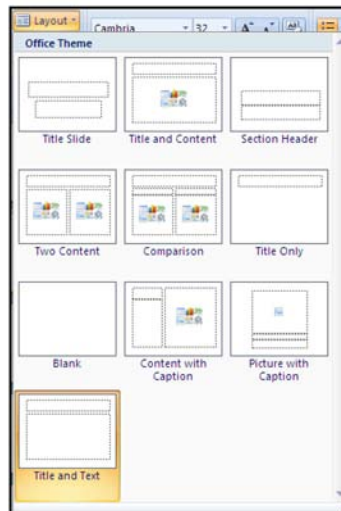 Layout Cambria 32 A A Aa
Office Theme
Title Slide Title and Content Section Header
Two Content Comparison Title Only
Blank Content with Caption Picture with Caption
Title and Text